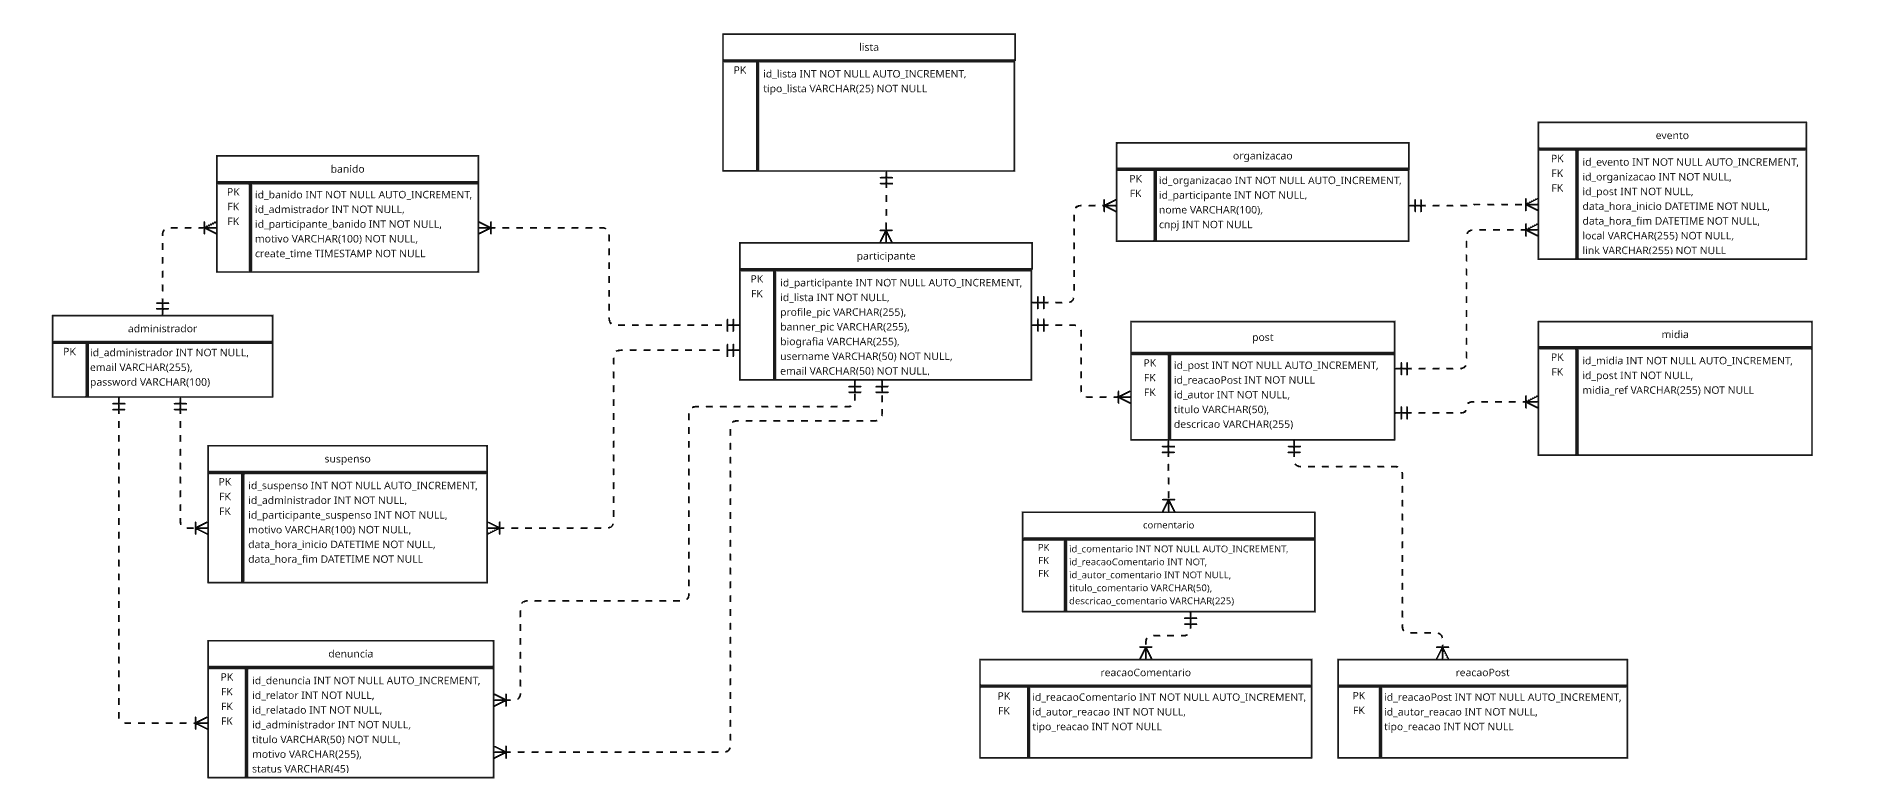 lista
PK
id_lista INT NOT NULL AUTO_INCREMENT,
tipo_lista VARCHAR(25) NOT NULL
banido
PK
FK
FK
id_banido INT NOT NULL AUTO_INCREMENT,
id_admistrador INT NOT NULL,
id_participante_banido INT NOT NULL,
motivo VARCHAR(100) NOT NULL,
create_time TIMESTAMP NOT NULL
organizacao
PK
FK
id_organizacao INT NOT NULL AUTO_INCREMENT,
id_participante INT NOT NULL,
nome VARCHAR(100),
cnpj INT NOT NULL
evento
PK
FK
FK
id_evento INT NOT NULL AUTO_INCREMENT,
id_organizacao INT NOT NULL,
id_post INT NOT NULL,
data_hora_inicio DATETIME NOT NULL,
data_hora_fim DATETIME NOT NULL,
local VARCHAR(255) NOT NULL,
link VARCHAR(255) NOT NULL
participante
PK
FK
id_participante INT NOT NULL AUTO_INCREMENT,
id_lista INT NOT NULL,
profile_pic VARCHAR(255),
banner_pic VARCHAR(255),
biografia VARCHAR(255),
username VARCHAR(50) NOT NULL,
email VARCHAR(50) NOT NULL,
administrador
PK
id_administrador INT NOT NULL,
email VARCHAR(255),
password VARCHAR(100)
post
PK
FK
FK
id_post INT NOT NULL AUTO_INCREMENT,
id_reacaoPost INT NOT NULL
id_autor INT NOT NULL,
titulo VARCHAR(50),
descricao VARCHAR(255)
midia
PK
FK
id_midia INT NOT NULL AUTO_INCREMENT,
id_post INT NOT NULL,
midia_ref VARCHAR(255) NOT NULL
suspenso
PK
FK
FK
id_suspenso INT NOT NULL AUTO_INCREMENT,
id_administrador INT NOT NULL,
id_participante_suspenso INT NOT NULL,
motivo VARCHAR(100) NOT NULL,
data_hora_inicio DATETIME NOT NULL,
data_hora_fim DATETIME NOT NULL
comentario
PK
FK
FK
id_comentario INT NOT NULL AUTO_INCREMENT,
id_reacaoComentario INT NOT,
id_autor_comentario INT NOT NULL,
titulo_comentario VARCHAR(50),
descricao_comentario VARCHAR(225)
denuncia
PK
FK
FK
FK
id_denuncia INT NOT NULL AUTO_INCREMENT,
id_relator INT NOT NULL,
id_relatado INT NOT NULL,
id_administrador INT NOT NULL,
titulo VARCHAR(50) NOT NULL,
motivo VARCHAR(255),
status VARCHAR(45)
reacaoComentario
PK
FK
id_reacaoComentario INT NOT NULL AUTO_INCREMENT,
id_autor_reacao INT NOT NULL,
tipo_reacao INT NOT NULL
reacaoPost
PK
FK
id_reacaoPost INT NOT NULL AUTO_INCREMENT,
id_autor_reacao INT NOT NULL,
tipo_reacao INT NOT NULL